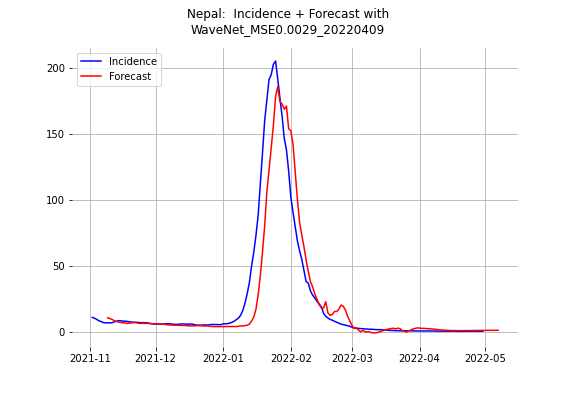 Nepal:  Incidence + Forecast with
WaveNet_MSE0.0029_20220409
Incidence
Forecast
200
150
100
50
0
2021-11 2021-12 2022-01 2022-02 2022-03 2022-04 2022-05